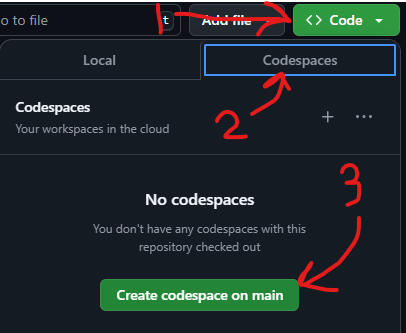 o to file
t
Add file
Code
1
Local
Codespaces
Codespaces
Your workspaces in the cloud
2
3
No codespaces
You don't have any codespaces with this
repository checked out
Create codespace on main